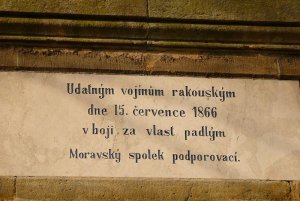 Udatným vojínům rakouským
dne 15. července 1866
v boji za vlast padlým
Moravský spolek podporovací.